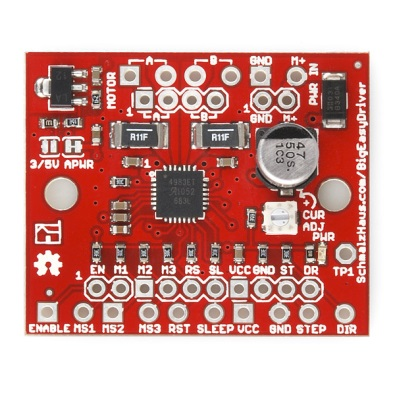 A B GND M+
MOTOR
PWR IN
1 A B GND M+
R11F R11F
1
3/5V APWR
47
50S
1C3
CUR
ADJ
PWR
SchmalzHaus.com/BigEasyDriver
EN M1 M2 M3 RS SL VCC GND ST DR
1
TP1
ENABLE MS1 MS2 MS3 RST SLEEP VCC GND STEP DIR